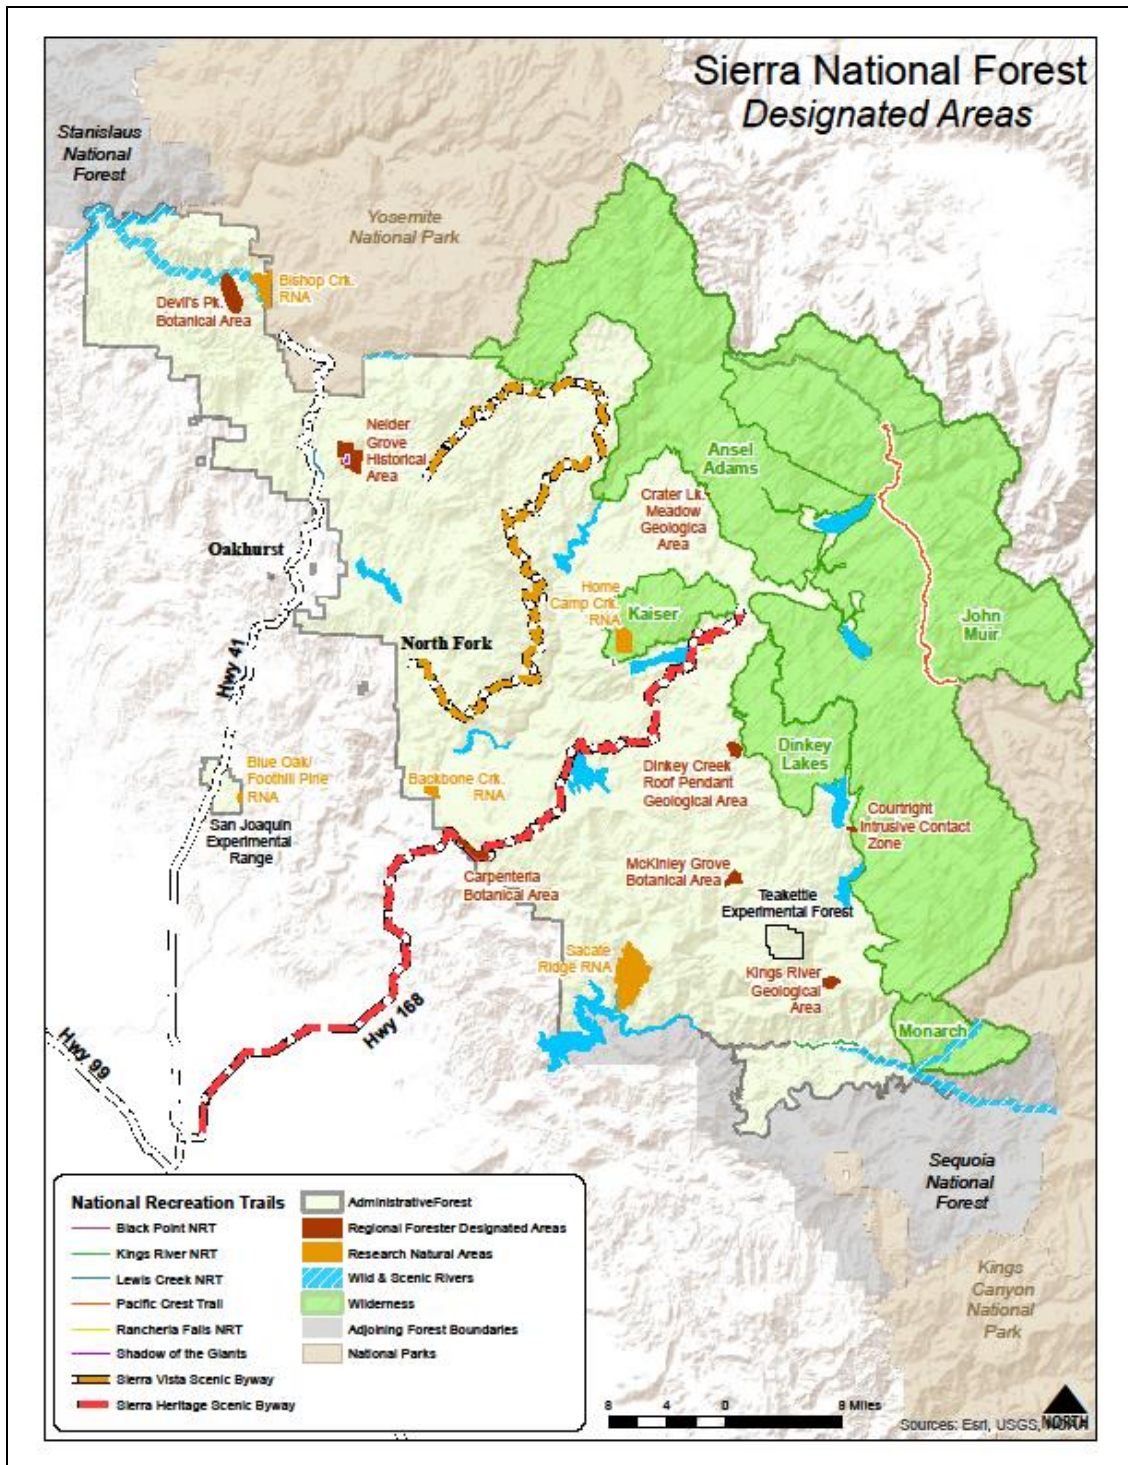 Sierra National Forest
Designated Areas
Stanislaus
National
Forest
Yosemite
National Park
Bishop Crk.
RNA
Devil's Pk.
Botanical Area
Nelder
Grove
Historical
Area
Ansel
Adams
Crater Lk.
Meadow
Geologica
Area
Oakhurst
Home
Camp Crk.
RNA
Kaiser
John
Muir
North Fork
Hwy 41
Dinkey
Lakes
Blue Oak/
Foothill Pine
RNA
Backbone Crk.
RNA
Dinkey Creek
Roof Pendant
Geological Area
San Joaquin
Experimental
Range
Courtright
Intrusive Contact
Zone
Carpenteria
Botanical Area
McKinley Grove
Botanical Area
Teakettle
Experimental Forest
Sacate
Ridge RNA
Kings River
Geological
Area
Hwy 168
Monarch
Hwy 99
Sequoia
National
Forest
Kings
Canyon
National
Park
National Recreation Trails
Black Point NRT
Kings River NRT
Lewis Creek NRT
Pacific Crest Trail
Rancheria Falls NRT
Shadow of the Giants
Sierra Vista Scenic Byway
Sierra Heritage Scenic Byway
AdministrativeForest
Regional Forester Designated Areas
Research Natural Areas
Wild & Scenic Rivers
Wilderness
Adjoining Forest Boundaries
National Parks
8 4 0 8 Miles
NORTH
Sources: Esri, USGS,